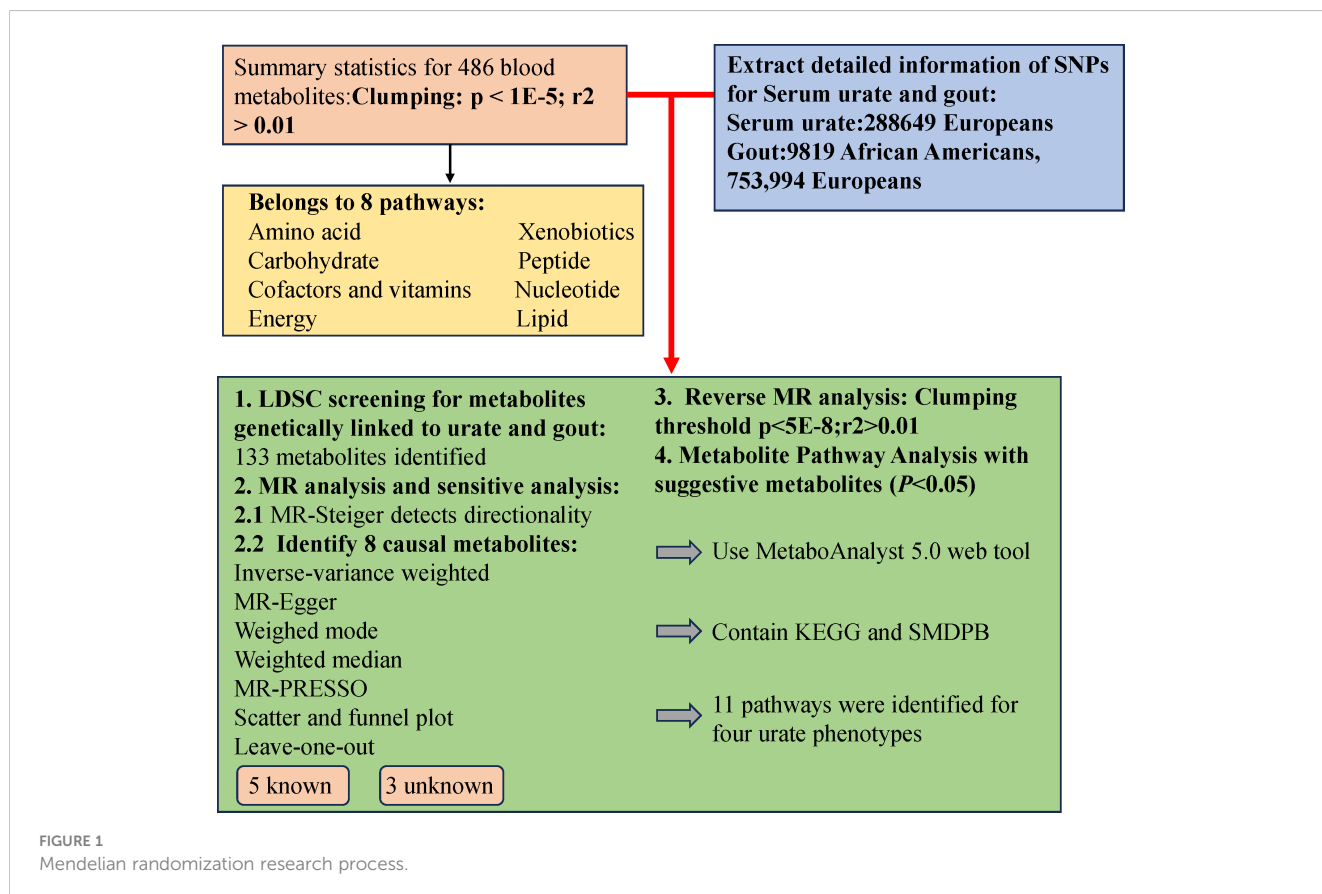 Summary statistics for 486 blood
metabolites:Clumping: p < 1E-5; r2
> 0.01
Extract detailed information of SNPs
for Serum urate and gout:
Serum urate:288649 Europeans
Gout:9819 African Americans,
753,994 Europeans
Belongs to 8 pathways:
Amino acid Xenobiotics
Carbohydrate Peptide
Cofactors and vitamins Nucleotide
Energy Lipid
1. LDSC screening for metabolites
genetically linked to urate and gout:
133 metabolites identified
2. MR analysis and sensitive analysis:
2.1 MR-Steiger detects directionality
2.2 Identify 8 causal metabolites:
Inverse-variance weighted
MR-Egger
Weighed mode
Weighted median
MR-PRESSO
Scatter and funnel plot
Leave-one-out
5 known 3 unknown
3. Reverse MR analysis: Clumping
threshold p<5E-8;r2>0.01
4. Metabolite Pathway Analysis with
suggestive metabolites (P<0.05)
Use MetaboAnalyst 5.0 web tool
Contain KEGG and SMDPB
11 pathways were identified for
four urate phenotypes
FIGURE 1
Mendelian randomization research process.